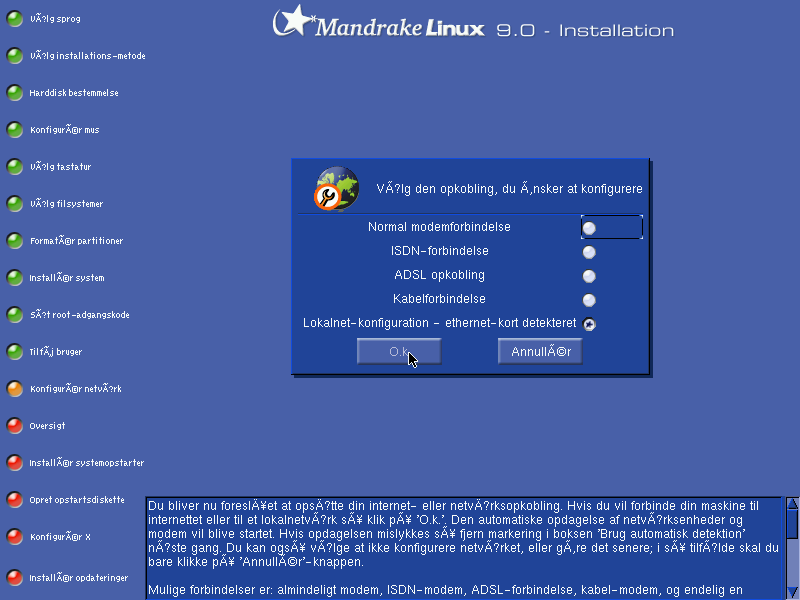 Mandrake Linux 9.0 - Installation
VÃ?lg sprog
VÃ?lg installations-metode
Harddisk bestemmelse
KonfigurÃ©r mus
VÃ?lg tastatur
VÃ?lg filsystemer
FormatÃ©r partitioner
InstallÃ©r system
SÃ?t root-adgangskode
TilfÃ¸j bruger
KonfigurÃ©r netvÃ?rk
Oversigt
InstallÃ©r systemopstarter
Opret opstartsdiskette
KonfigurÃ©r X
InstallÃ©r opdateringer
VÃ?lg den opkobling, du Ã¸nsker at konfigurere
Normal modemforbindelse
ISDN-forbindelse
ADSL opkobling
Kabelforbindelse
Lokalnet-konfiguration - ethernet-kort detekteret
O.k.
AnnullÃ©r
Du bliver nu foreslÃ¥et at opsÃ?tte din internet- eller netvÃ?rksopkobling. Hvis du vil forbinde din maskine til
internettet eller til et lokalnetvÃ?rk sÃ¥ klik pÃ¥ 'O.k.'. Den automatiske opdagelse af netvÃ?rksenheder og
modem vil blive startet. Hvis opdagelsen mislykkes sÃ¥ fjern markering i boksen 'Brug automatisk detektion'
nÃ?ste gang. Du kan ogsÃ¥ vÃ?lge at ikke konfigurere netvÃ?rket, eller gÃ¸re det senere; i sÃ¥ tilfÃ?lde skal du
bare klikke pÃ¥ 'AnnullÃ©r'-knappen.
Mulige forbindelser er: almindeligt modem, ISDN-modem, ADSL-forbindelse, kabel-modem, og endelig en